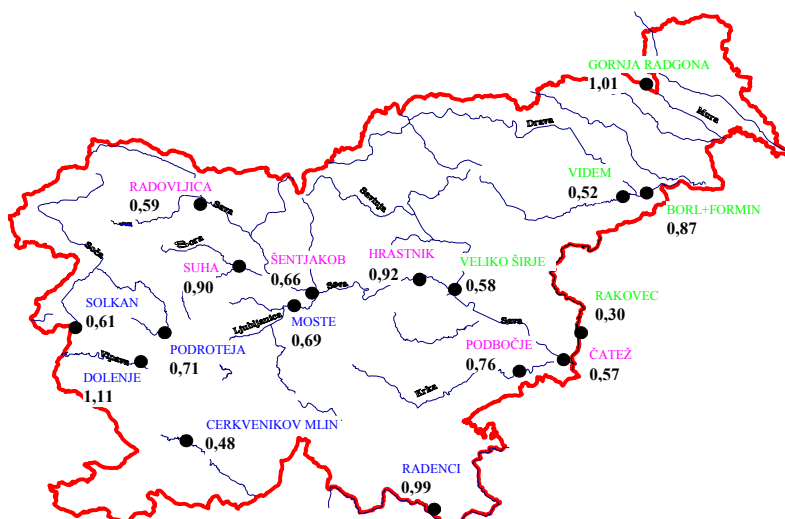 GORNJA RADGONA
1,01
Mura
Drava
VIDEM
0,52
BORL+FORMIN
0,87
RADOVLJICA
0,59
Sava
Savinja
Sora
Soča
SUHA
0,90
ŠENTJAKOB
0,66
Sava
HRASTNIK
0,92
VELIKO ŠIRJE
0,58
SOLKAN
0,61
Ljubljanica
MOSTE
0,69
Sava
RAKOVEC
0,30
PODROTEJA
0,71
Vipava
DOLENJE
1,11
PODBOČJE
0,76
ČATEŽ
0,57
Krka
CERKVENIKOV MLIN
0,48
RADENCI
0,99